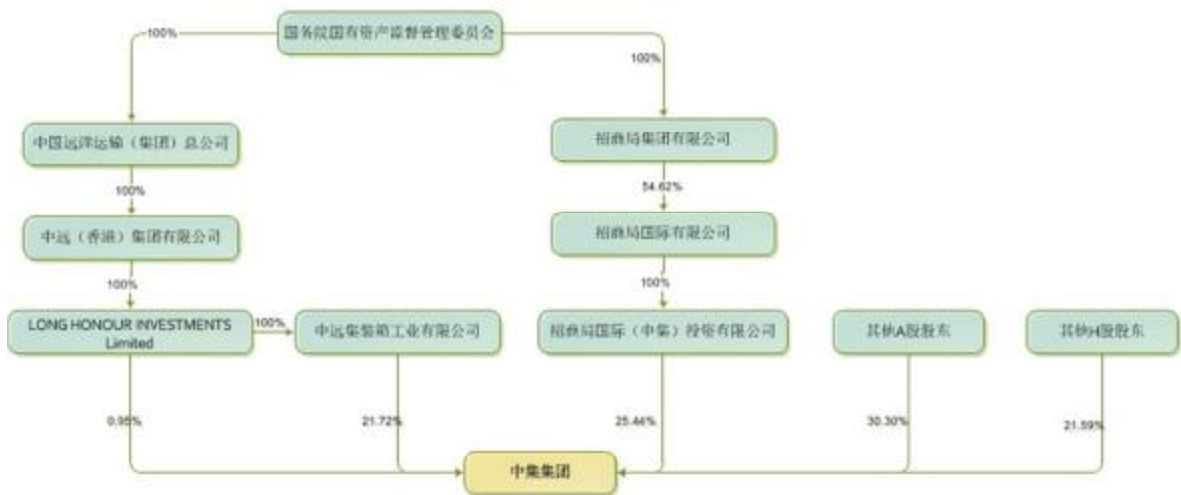 国务院国有资产监督管理委员会
100%
100%
中国远洋运输（集团）总公司
招商局集团有限公司
100%
54.62%
中远（香港）集团有限公司
招商局国际有限公司
100%
100%
LONG HONOUR INVESTMENTS
Limited
100%
中远集装箱工业有限公司
招商局国际（中集）投资有限公司
其他A股股东
其他H股股东
0.95%
21.72%
25.44%
30.30%
21.59%
中集集团